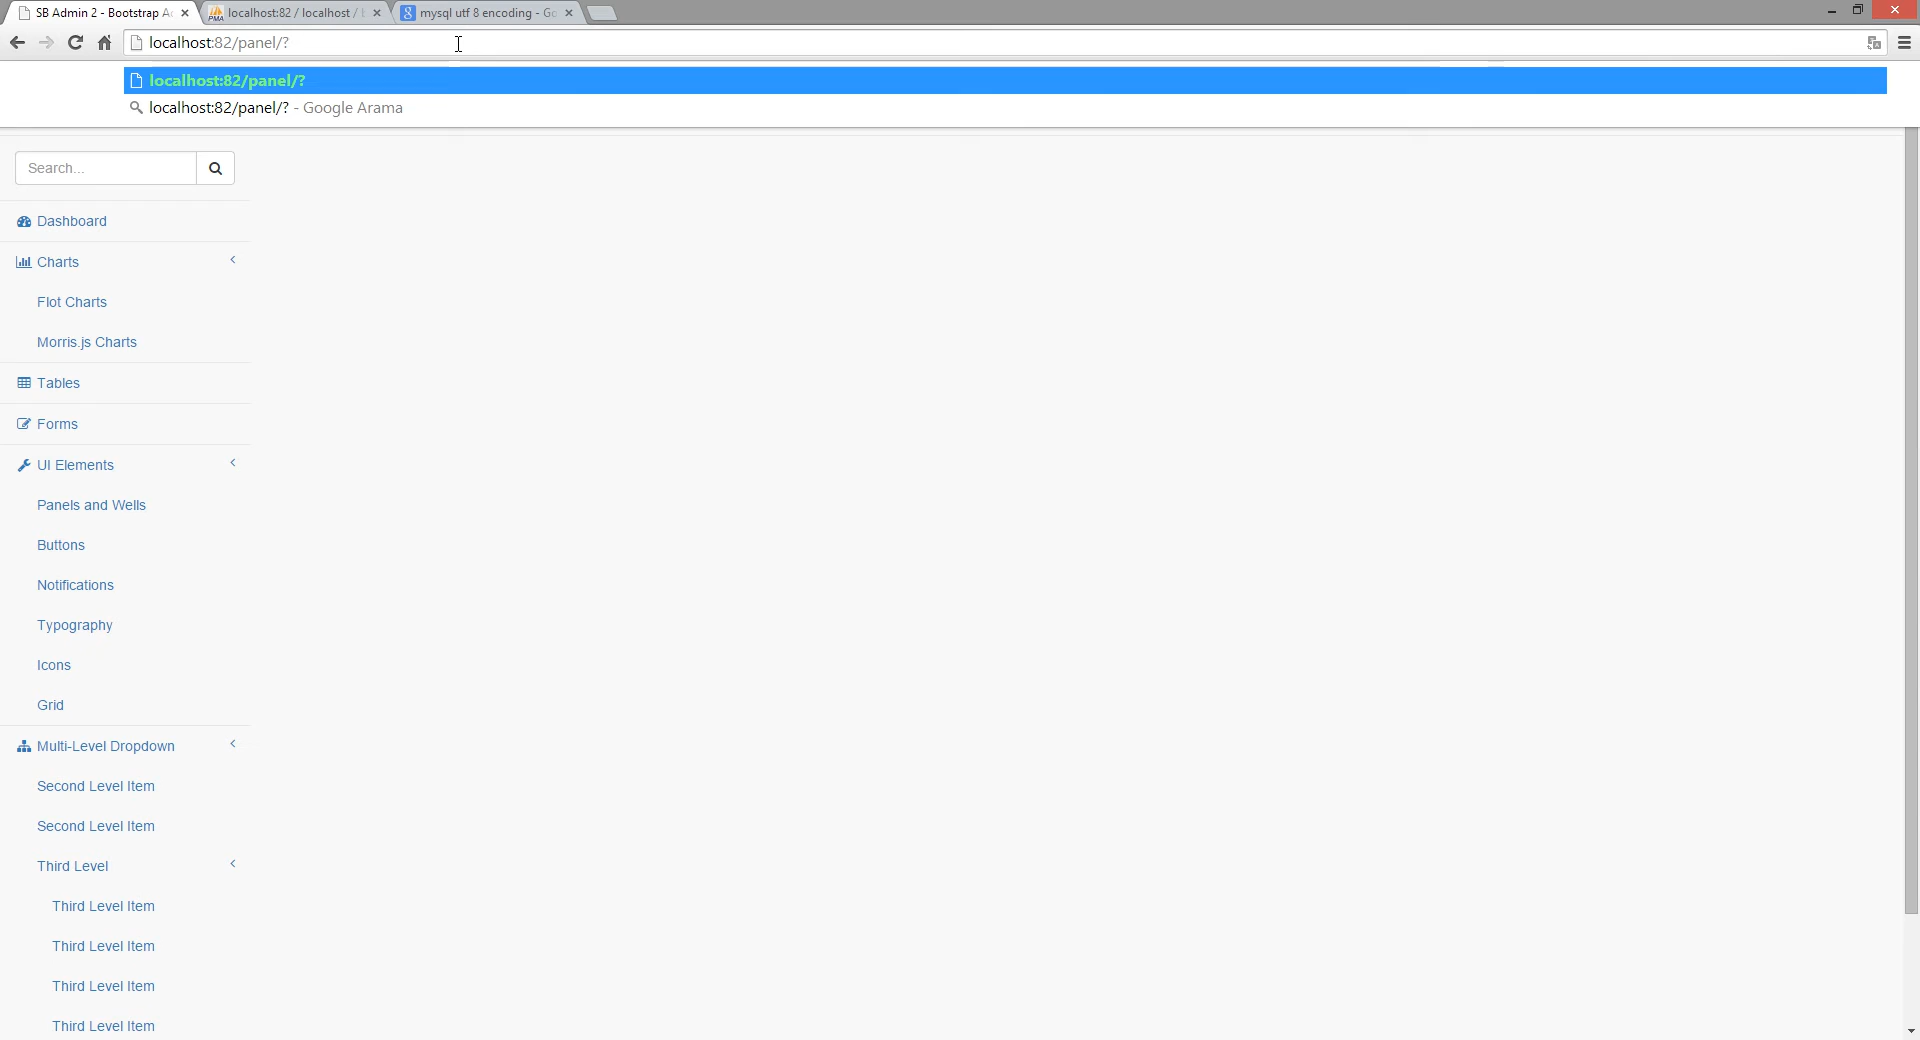 SB Admin 2 - Bootstrap A
localhost:82 / localhost /
mysql utf 8 encoding - Go
localhost:82/panel/?
localhost:82/panel/?
localhost:82/panel/? - Google Arama
Search...
Dashboard
Charts
Flot Charts
Morris.js Charts
Tables
Forms
UI Elements
Panels and Wells
Buttons
Notifications
Typography
Icons
Grid
Multi-Level Dropdown
Second Level Item
Second Level Item
Third Level
Third Level Item
Third Level Item
Third Level Item
Third Level Item